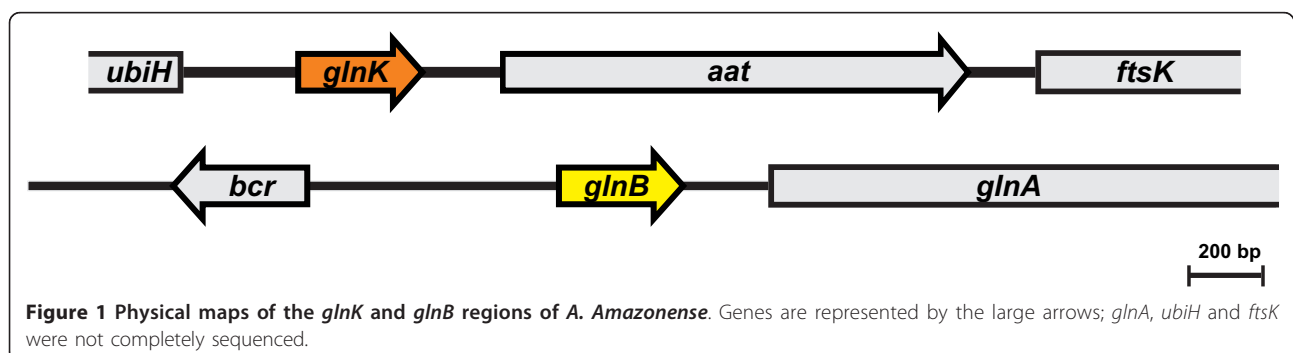 ubiH glnK aat ftsK
bcr glnB glnA
200 bp
Figure 1 Physical maps of the glnK and glnB regions of A. Amazonense. Genes are represented by the large arrows; glnA, ubiH and ftsK
were not completely sequenced.